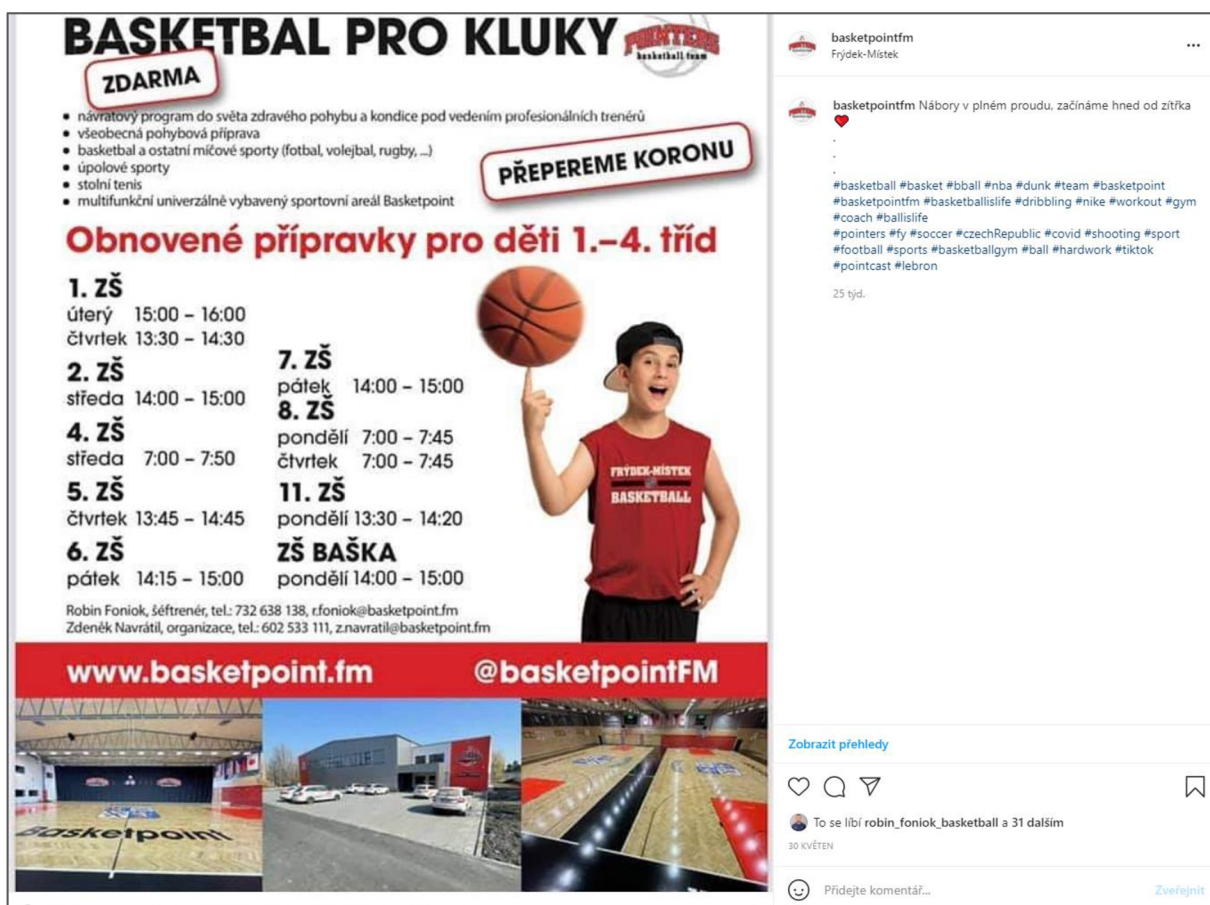 BASKETBAL PRO KLUKY
POINTERS
basketball team
ZDARMA
• návratový program do světa zdravého pohybu a kondice pod vedením profesionálních trenérů
• všeobecná pohybová příprava
• basketbal a ostatní míčové sporty (fotbal, volejbal, rugby, ...)
• úpolové sporty
• stolní tenis
• multifunkční univerzálně vybavený sportovní areál Basketpoint
PŘEPEREME KORONU
Obnovené přípravky pro děti 1.–4. tříd
1. ZŠ
úterý 15:00 – 16:00
čtvrtek 13:30 – 14:30
2. ZŠ
středa 14:00 – 15:00
4. ZŠ
středa 7:00 – 7:50
5. ZŠ
čtvrtek 13:45 – 14:45
6. ZŠ
pátek 14:15 – 15:00
7. ZŠ
pátek 14:00 – 15:00
8. ZŠ
pondělí 7:00 – 7:45
čtvrtek 7:00 – 7:45
11. ZŠ
pondělí 13:30 – 14:20
ZŠ BAŠKA
pondělí 14:00 – 15:00
FRÝDEK-MÍSTEK
BASKETBALL
Robin Foniok, šéftrenér, tel.: 732 638 138, r.foniok@basketpoint.fm
Zdeněk Navrátil, organizace, tel.: 602 533 111, z.navratil@basketpoint.fm
www.basketpoint.fm @basketpointFM
Basketpoint
basketpointfm
Frýdek-Místek
...
basketpointfm Nábory v plném proudu, začínáme hned od zítřka
❤️
.
.
.
#basketball #basket #bball #nba #dunk #team #basketpoint
#basketpointfm #basketballislife #dribbling #nike #workout #gym
#coach #ballislife
#pointers #fy #soccer #czechRepublic #covid #shooting #sport
#football #sports #basketballgym #ball #hardwork #tiktok
#pointcast #lebron
25 týd.
Zobrazit přehledy
To se líbí robin_foniok_basketball a 31 dalším
30 KVĚTEN
Přidejte komentář... Zveřejnit